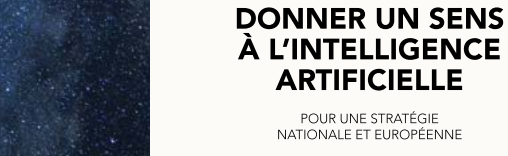 DONNER UN SENS
À L’INTELLIGENCE
ARTIFICIELLE
POUR UNE STRATÉGIE
NATIONALE ET EUROPÉENNE